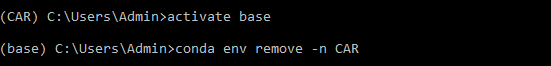 (CAR) C:\Users\Admin>activate base
(base) C:\Users\Admin>conda env remove -n CAR